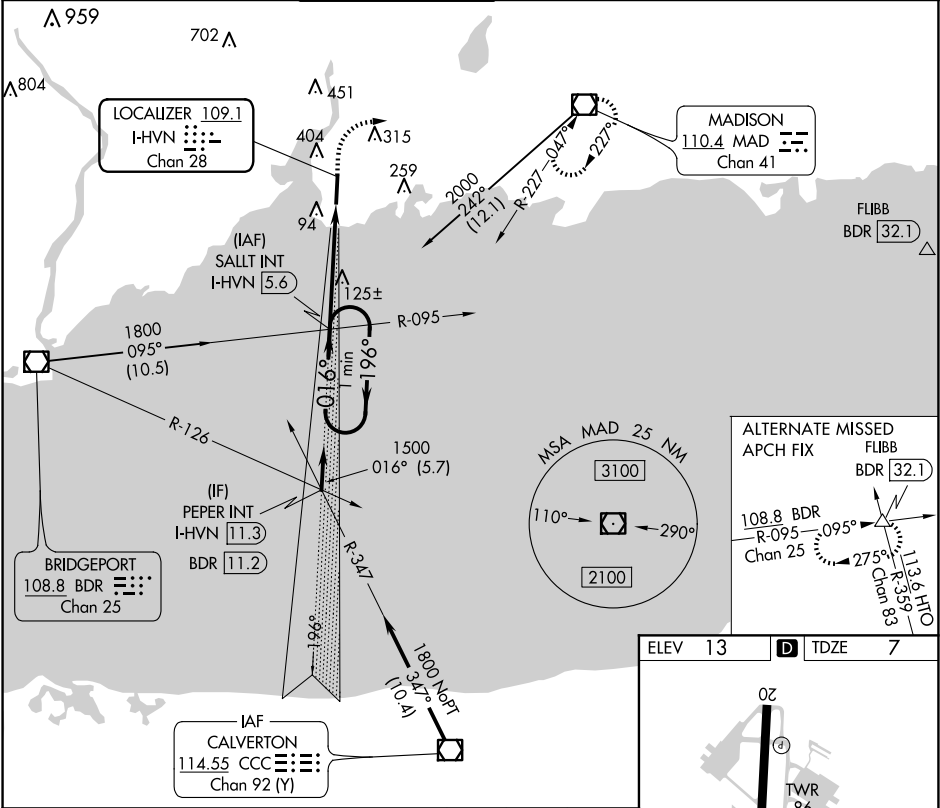 959
702
804
451
404
315
259
94
LOCALIZER 109.1
I-HVN
Chan 28
MADISON
110.4 MAD
Chan 41
R-227
047°
227°
2000
242°
(12.1)
FLIBB
BDR 32.1
(IAF)
SALLT INT
I-HVN 5.6
125±
R-095
1800
095°
(10.5)
016°
1 min
196°
R-126
1500
016° (5.7)
(IF)
PEPER INT
I-HVN 11.3
BDR 11.2
R-347
BRIDGEPORT
108.8 BDR
Chan 25
196°
1800 NoPT
347°
(10.4)
IAF
CALVERTON
114.55 CCC
Chan 92 (Y)
MSA MAD 25 NM
3100
110°
290°
2100
ALTERNATE MISSED
APCH FIX
FLIBB
BDR 32.1
108.8 BDR
R-095
095°
Chan 25
275°
113.6 HTO
R-359
Chan 83
ELEV 13
D
TDZE 7
20
P
TWR
86